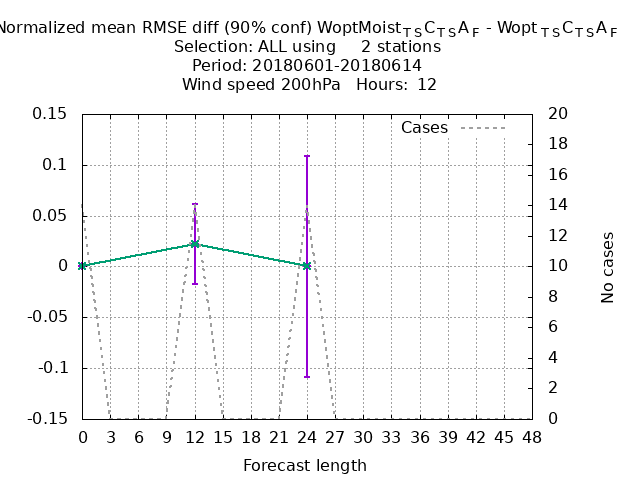 Normalized mean RMSE diff (90% conf) WoptMoist_TSC_TSA_F - Wopt_TSC_TSA_F
Selection: ALL using 2 stations
Period: 20180601-20180614
Wind speed 200hPa Hours: 12
0.15 20
Cases
18
0.1 16
0.05 14
12
0 10
No cases
8
-0.05 6
4
-0.1 2
-0.15 0
0 3 6 9 12 15 18 21 24 27 30 33 36 39 42 45 48
Forecast length